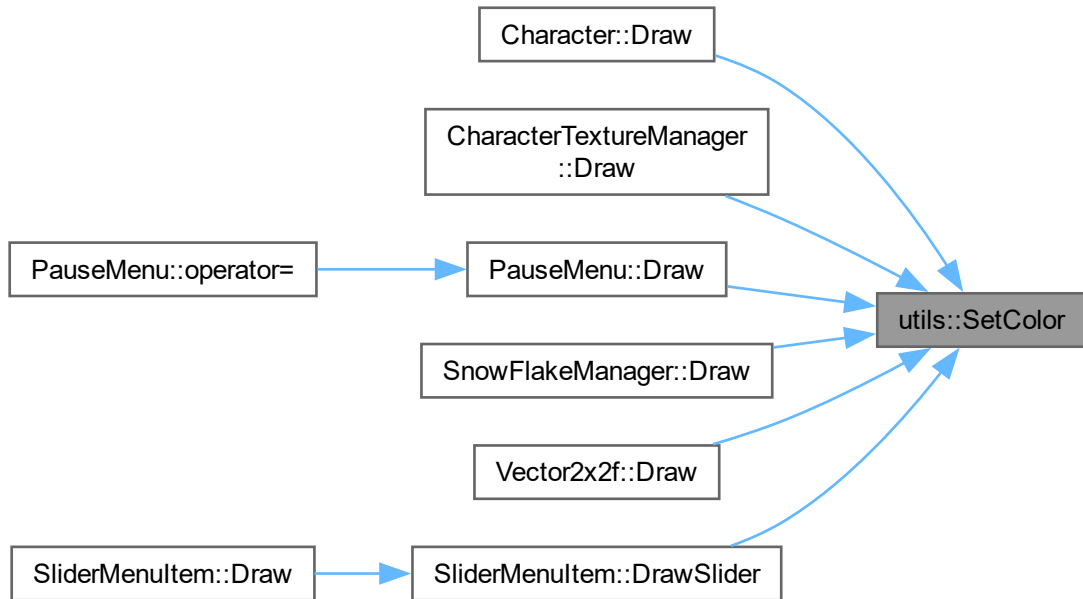 Character::Draw
CharacterTextureManager
::Draw
PauseMenu::operator=
PauseMenu::Draw
utils::SetColor
SnowFlakeManager::Draw
Vector2x2f::Draw
SliderMenuItem::Draw
SliderMenuItem::DrawSlider